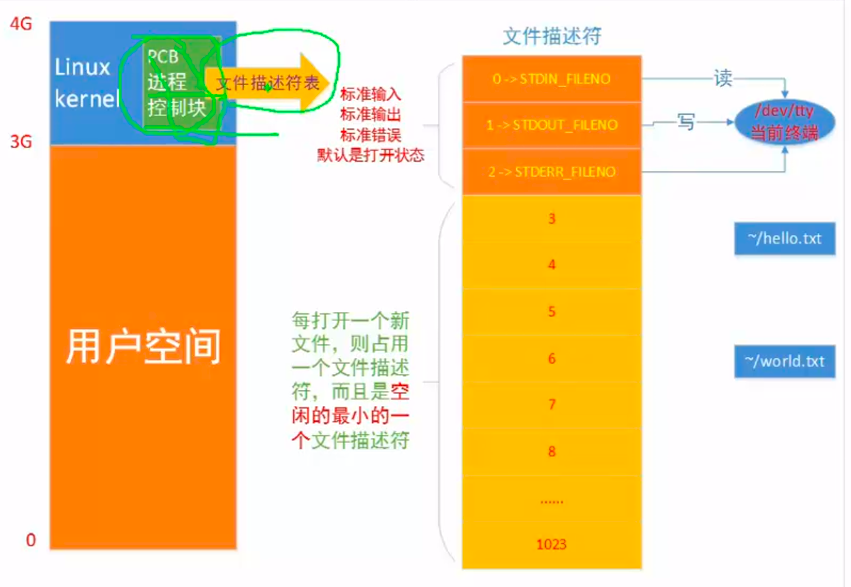 4G
Linux
kernel
PCB
进程
控制块
文件描述符表
3G
用户空间
0
标准输入
标准输出
标准错误
默认是打开状态
每打开一个新
文件，则占用
一个文件描述
符，而且是空
闲的最小的一
个文件描述符
文件描述符
0 -> STDIN_FILENO
1 -> STDOUT_FILENO
2 -> STDERR_FILENO
3
4
5
6
7
8
......
1023
读
写
/dev/tty
当前终端
~/hello.txt
~/world.txt